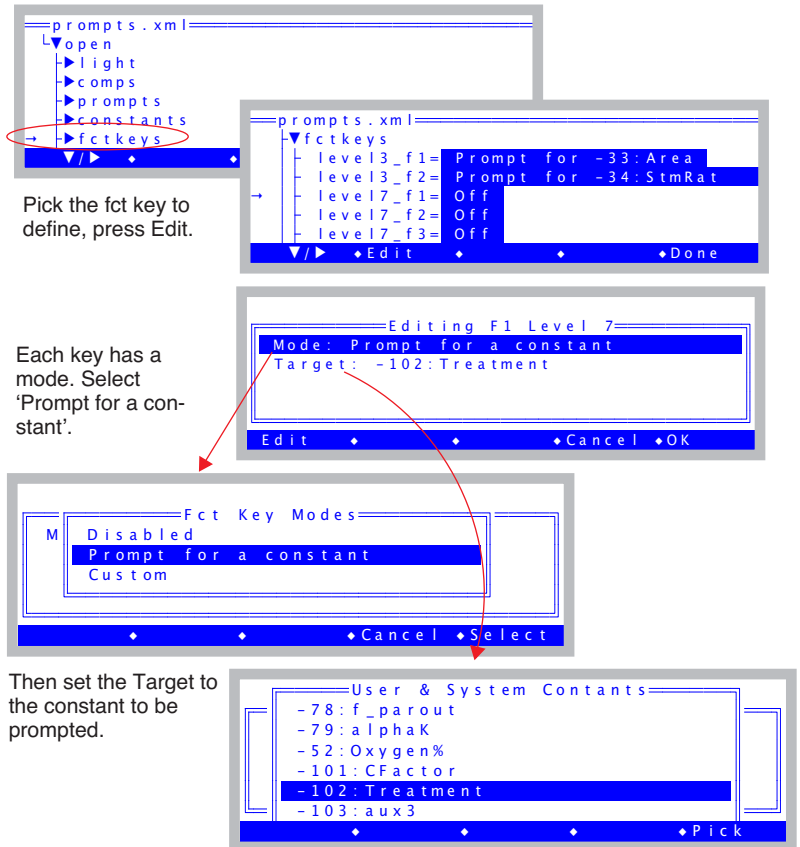 prompts.xml
└▼open
├▶light
├▶comps
├▶prompts
├▶constants
→ ├▶fctkeys
▼/▶ ◆ ◆
prompts.xml
├▼fctkeys
├ level3_f1= Prompt for -33:Area
├ level3_f2= Prompt for -34:StmRat
→ ├ level7_f1= Off
├ level7_f2= Off
├ level7_f3= Off
▼/▶ ◆Edit ◆ ◆ ◆Done
Pick the fct key to
define, press Edit.
Editing F1 Level 7
Mode: Prompt for a constant
Target: -102:Treatment
Edit ◆ ◆ ◆Cancel ◆OK
Each key has a
mode. Select
‘Prompt for a con-
stant’.
Fct Key Modes
M Disabled
Prompt for a constant
Custom
◆ ◆ ◆Cancel ◆Select
Then set the Target to
the constant to be
prompted.
User & System Contants
-78:f_parout
-79:alphaK
-52:Oxygen%
-101:CFactor
-102:Treatment
-103:aux3
◆ ◆ ◆ ◆Pick